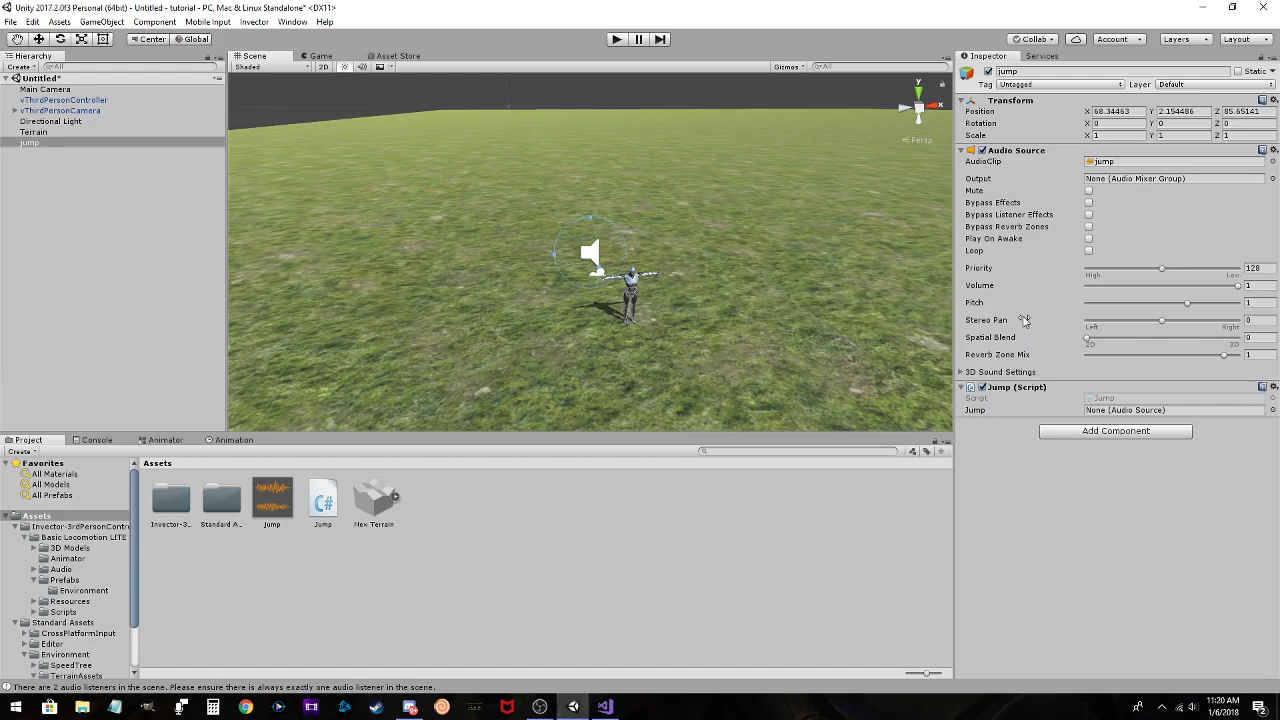 Unity 2017.2.0f3 Personal (64bit) - Untitled - tutorial - PC, Mac & Linux Standalone* <DX11>
File Edit Assets GameObject Component Mobile Input Invector Window Help
Center Global Collab Account Layers Layout
Hierarchy Scene Game Asset Store Inspector Services
Create All Shaded 2D Gizmos All jump Static
Untitled* Tag Untagged Layer Default
Main Camera
vThirdPersonController
vThirdPersonCamera
Directional Light
Terrain
jump
y
x
Persp
Transform
Position X 68.34463 Y 2.154486 Z 85.65141
Rotation X 0 Y 0 Z 0
Scale X 1 Y 1 Z 1
Audio Source
AudioClip jump
Output None (Audio Mixer Group)
Mute
Bypass Effects
Bypass Listener Effects
Bypass Reverb Zones
Play On Awake
Loop
Priority 128
High Low
Volume 1
Pitch 1
Stereo Pan 0
Left Right
Spatial Blend 0
2D 3D
Reverb Zone Mix 1
3D Sound Settings
Jump (Script)
Script Jump
Jump None (Audio Source)
Add Component
Project Console Animator Animation
Create
Favorites
All Materials
All Models
All Prefabs
Assets
Invector-3rdPersonContr
Basic Locomotion LITE
3D Models
Animator
Audio
Prefabs
Environment
Resources
Scripts
Standard Assets
CrossPlatformInput
Editor
Environment
SpeedTree
TerrainAssets
Assets
C#
Invector-3... Standard A... jump Jump New Terrain
There are 2 audio listeners in the scene. Please ensure there is always exactly one audio listener in the scene.
11:20 AM
1/6/2018